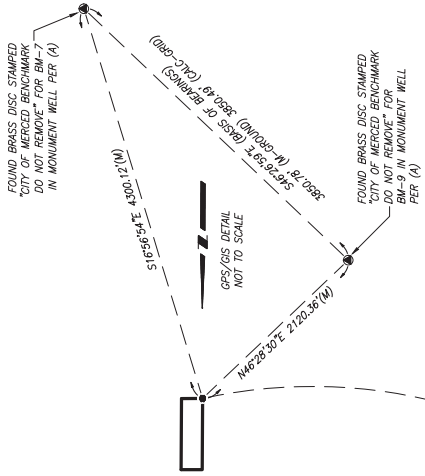 FOUND BRASS DISC STAMPED
"CITY OF MERCED BENCHMARK
DO NOT REMOVE" FOR BM-7
IN MONUMENT WELL PER (A)
S16°56'54"E 4300.12'(M)
S46°26'59"E (BASIS OF BEARINGS)
3850.78' (M-GROUND) 3850.49' (CALC-GRID)
GPS/GIS DETAIL
NOT TO SCALE
N46°28'30"E 2120.36'(M)
FOUND BRASS DISC STAMPED
"CITY OF MERCED BENCHMARK
DO NOT REMOVE" FOR
BM-9 IN MONUMENT WELL
PER (A)